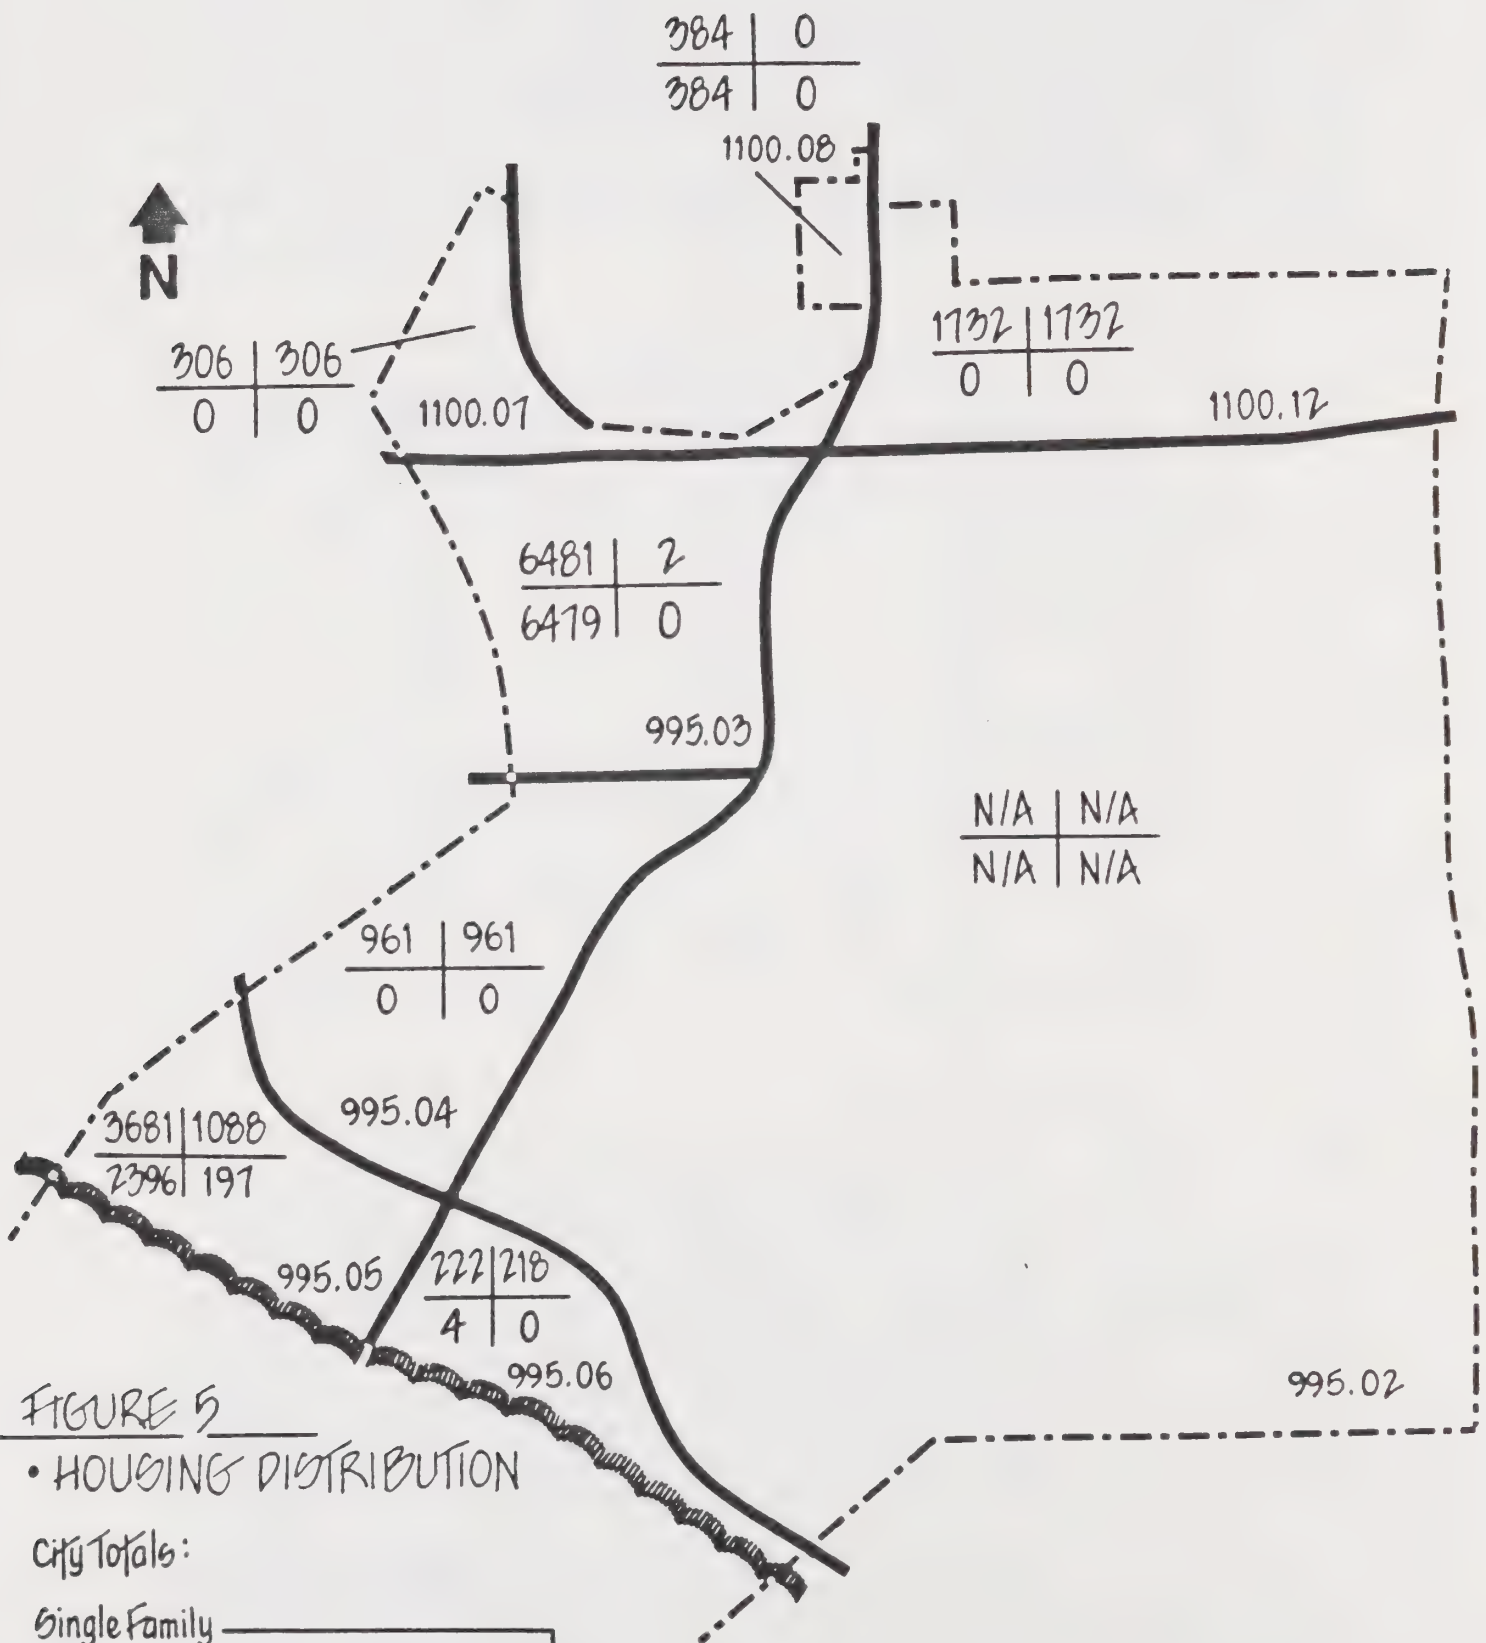 384 | 0
384 | 0
1100.08
N
1732 | 1732
0 | 0
306 | 306
0 | 0
1100.07
1100.12
6481 | 2
6479 | 0
995.03
N/A | N/A
N/A | N/A
961 | 961
0 | 0
995.04
3681 | 1088
2396 | 197
995.05
222 | 218
4 | 0
995.06
995.02
FIGURE 5
• HOUSING DISTRIBUTION
City Totals:
Single Family